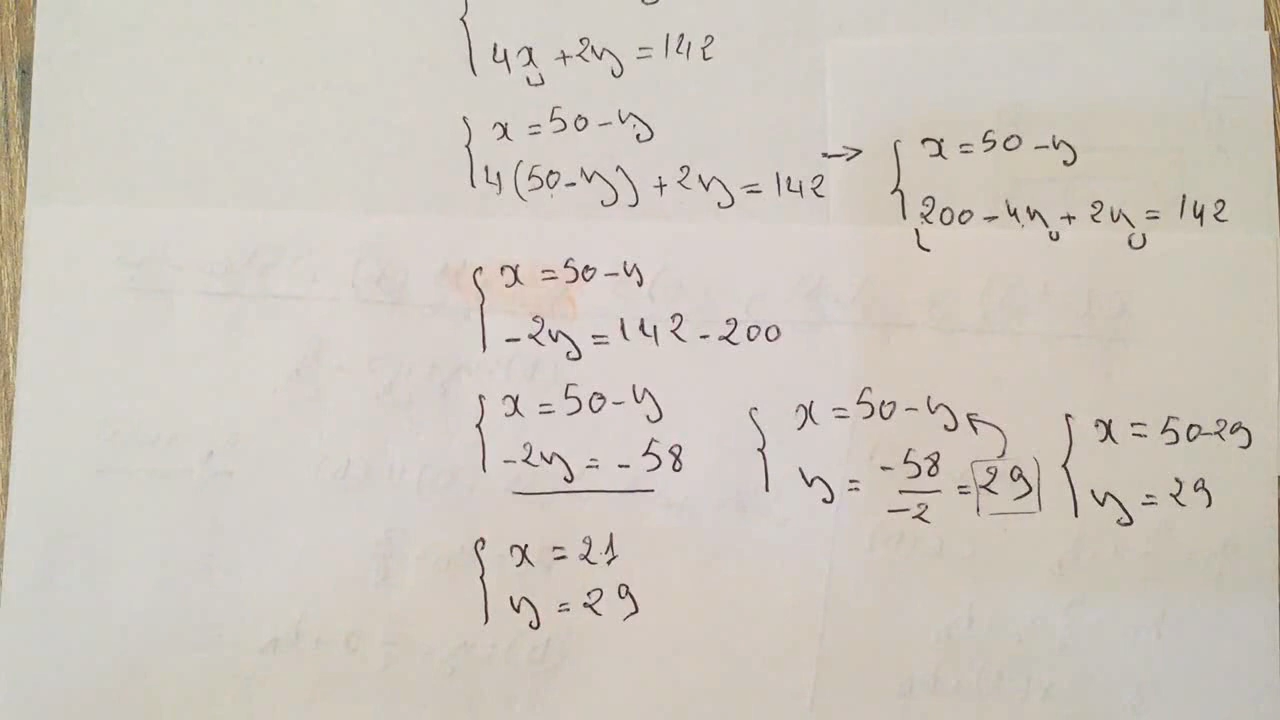 4x + 2y = 142
x = 50 - y
4(50 - y) + 2y = 142 →
x = 50 - y
200 - 4y + 2y = 142
x = 50 - y
-2y = 142 - 200
x = 50 - y
-2y = -58
x = 50 - y
y = -58/-2 = 29
x = 50 - 29
y = 29
x = 21
y = 29